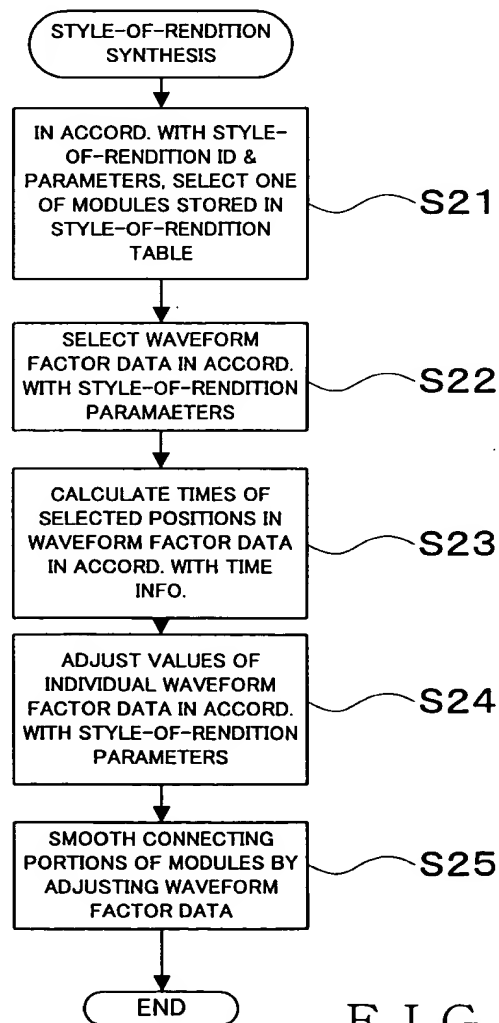 STYLE-OF-RENDITION
SYNTHESIS
IN ACCORD. WITH STYLE-
OF-RENDITION ID &
PARAMETERS, SELECT ONE
OF MODULES STORED IN
STYLE-OF-RENDITION
TABLE
S21
SELECT WAVEFORM
FACTOR DATA IN ACCORD.
WITH STYLE-OF-RENDITION
PARAMAETERS
S22
CALCULATE TIMES OF
SELECTED POSITIONS IN
WAVEFORM FACTOR DATA
IN ACCORD. WITH TIME
INFO.
S23
ADJUST VALUES OF
INDIVIDUAL WAVEFORM
FACTOR DATA IN ACCORD.
WITH STYLE-OF-RENDITION
PARAMETERS
S24
SMOOTH CONNECTING
PORTIONS OF MODULES BY
ADJUSTING WAVEFORM
FACTOR DATA
S25
END
F I G